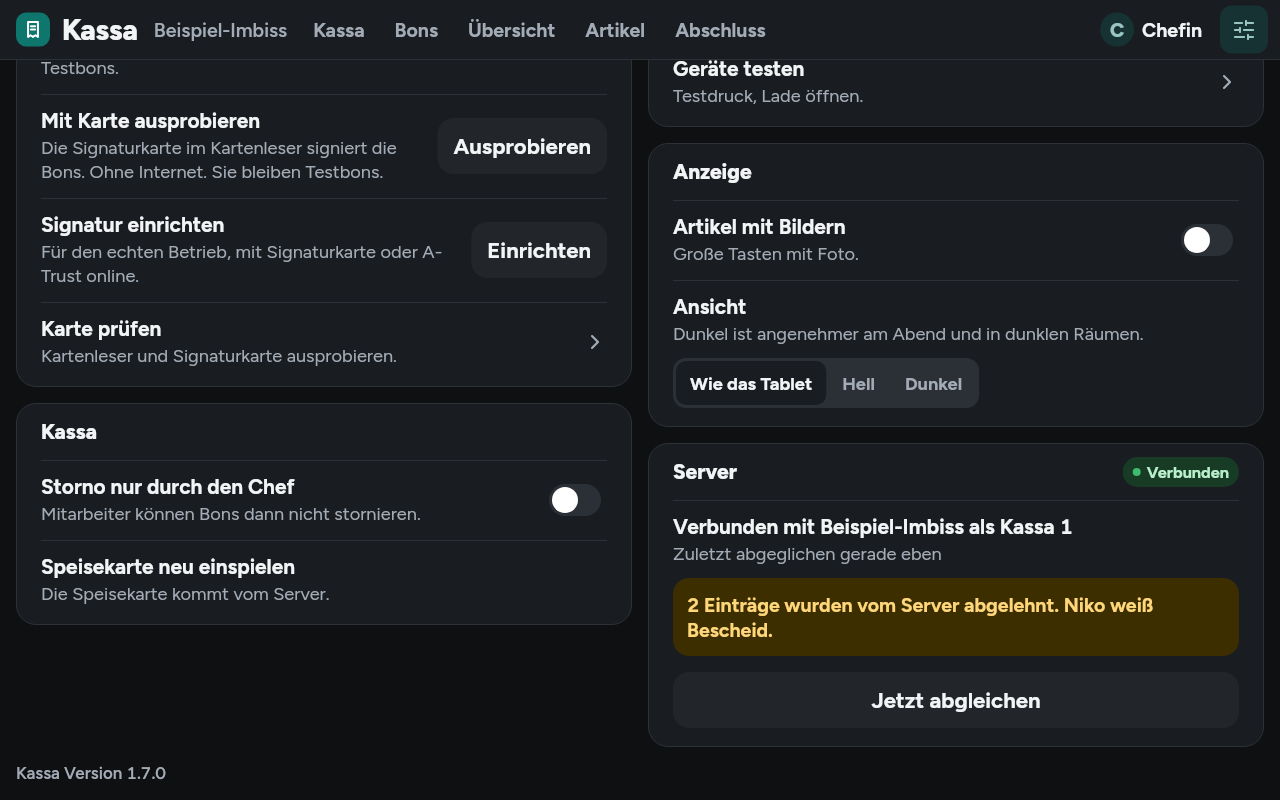 Kassa
Beispiel-Imbiss
Kassa
Bons
Übersicht
Artikel
Abschluss
C
Chefin
Testbons.
Mit Karte ausprobieren
Die Signaturkarte im Kartenleser signiert die
Bons. Ohne Internet. Sie bleiben Testbons.
Ausprobieren
Signatur einrichten
Für den echten Betrieb, mit Signaturkarte oder A-
Trust online.
Einrichten
Karte prüfen
Kartenleser und Signaturkarte ausprobieren.
Kassa
Storno nur durch den Chef
Mitarbeiter können Bons dann nicht stornieren.
Speisekarte neu einspielen
Die Speisekarte kommt vom Server.
Geräte testen
Testdruck, Lade öffnen.
Anzeige
Artikel mit Bildern
Große Tasten mit Foto.
Ansicht
Dunkel ist angenehmer am Abend und in dunklen Räumen.
Wie das Tablet
Hell
Dunkel
Server
Verbunden
Verbunden mit Beispiel-Imbiss als Kassa 1
Zuletzt abgeglichen gerade eben
2 Einträge wurden vom Server abgelehnt. Niko weiß
Bescheid.
Jetzt abgleichen
Kassa Version 1.7.0